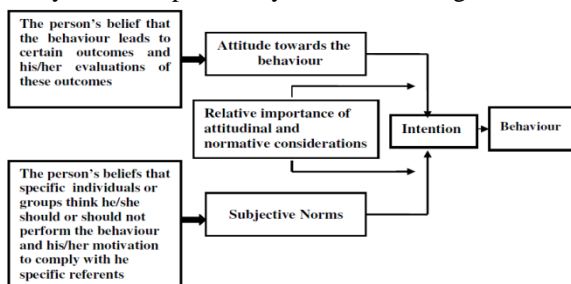 The person's belief that
the behaviour leads to
certain outcomes and
his/her evaluations of
these outcomes
Attitude towards the
behaviour
Relative importance of
attitudinal and
normative considerations
Intention
Behaviour
The person's beliefs that
specific individuals or
groups think he/she
should or should not
perform the behaviour
and his/her motivation
to comply with he
specific referents
Subjective Norms